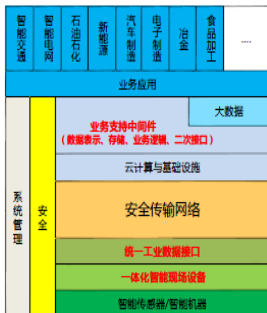 智能交通
智能电网
石油石化
新能源
汽车制造
电子制造
冶金
食品加工
....
业务应用
大数据
业务支持中间件
（数据表示、存储、业务逻辑、二次接口）
云计算与基础设施
系统管理
安全
安全传输网络
统一工业数据接口
一体化智能现场设备
智能传感器/智能机器